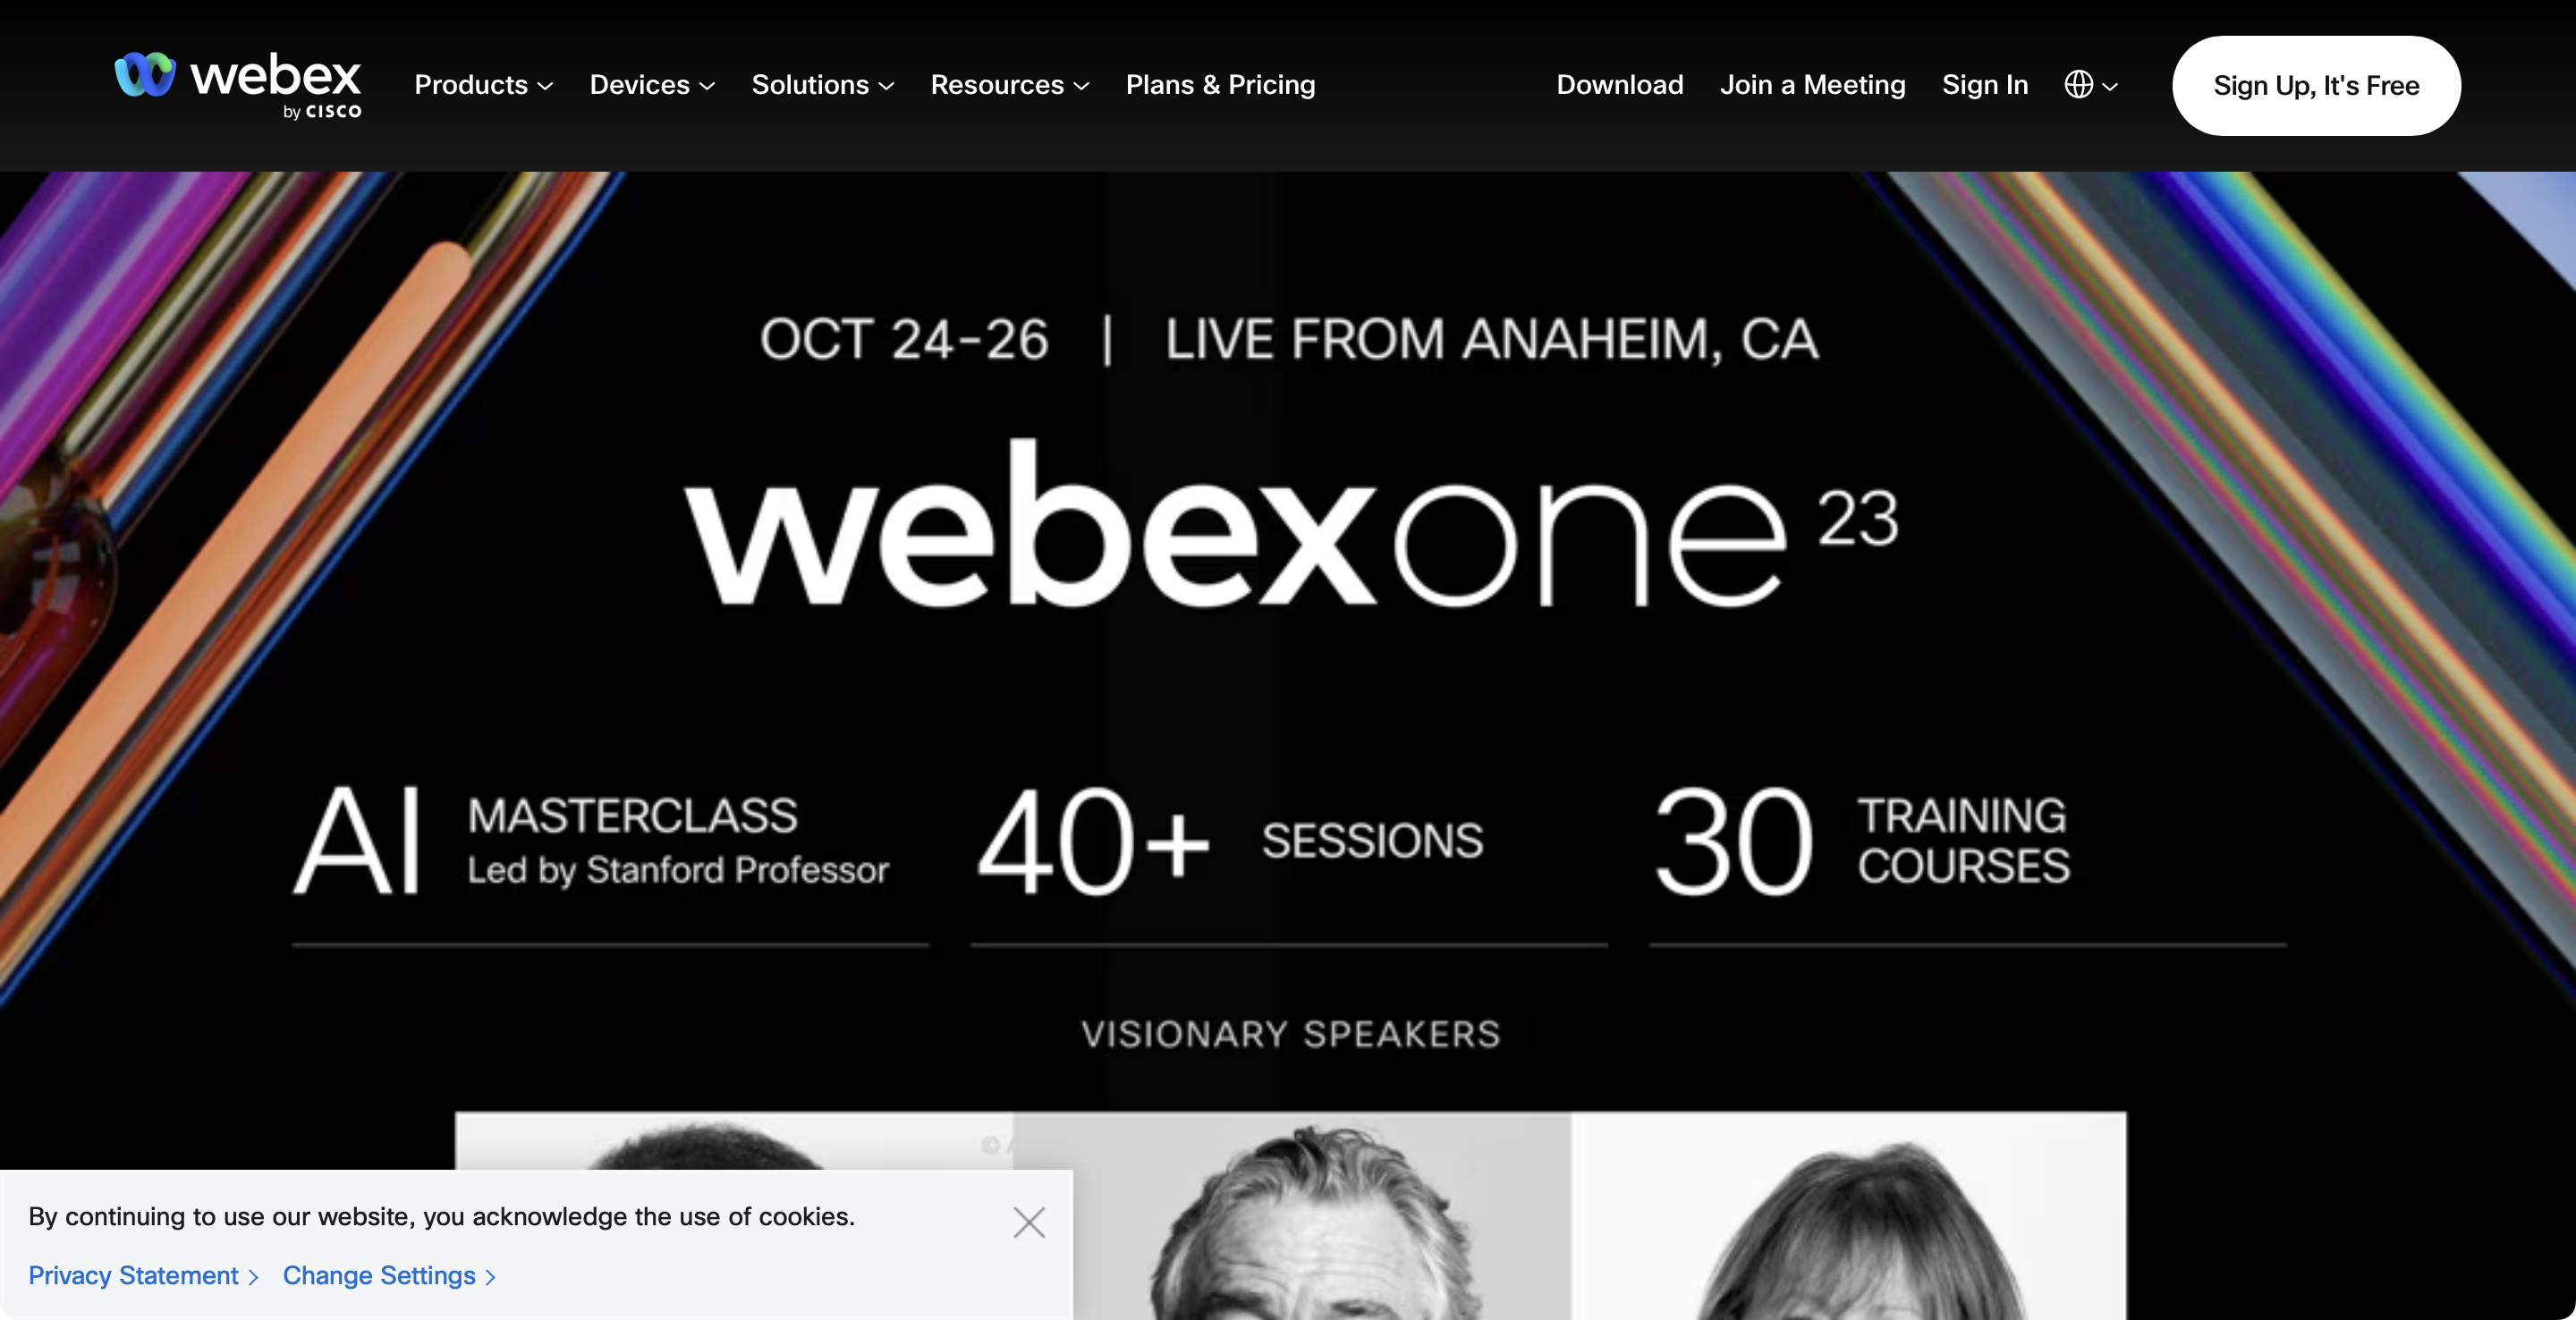 webex
by CISCO
Products
Devices
Solutions
Resources
Plans & Pricing
Download
Join a Meeting
Sign In
Sign Up, It's Free
OCT 24-26 | LIVE FROM ANAHEIM, CA
webexone 23
AI
MASTERCLASS
Led by Stanford Professor
40+
SESSIONS
30
TRAINING
COURSES
VISIONARY SPEAKERS
By continuing to use our website, you acknowledge the use of cookies.
Privacy Statement
Change Settings